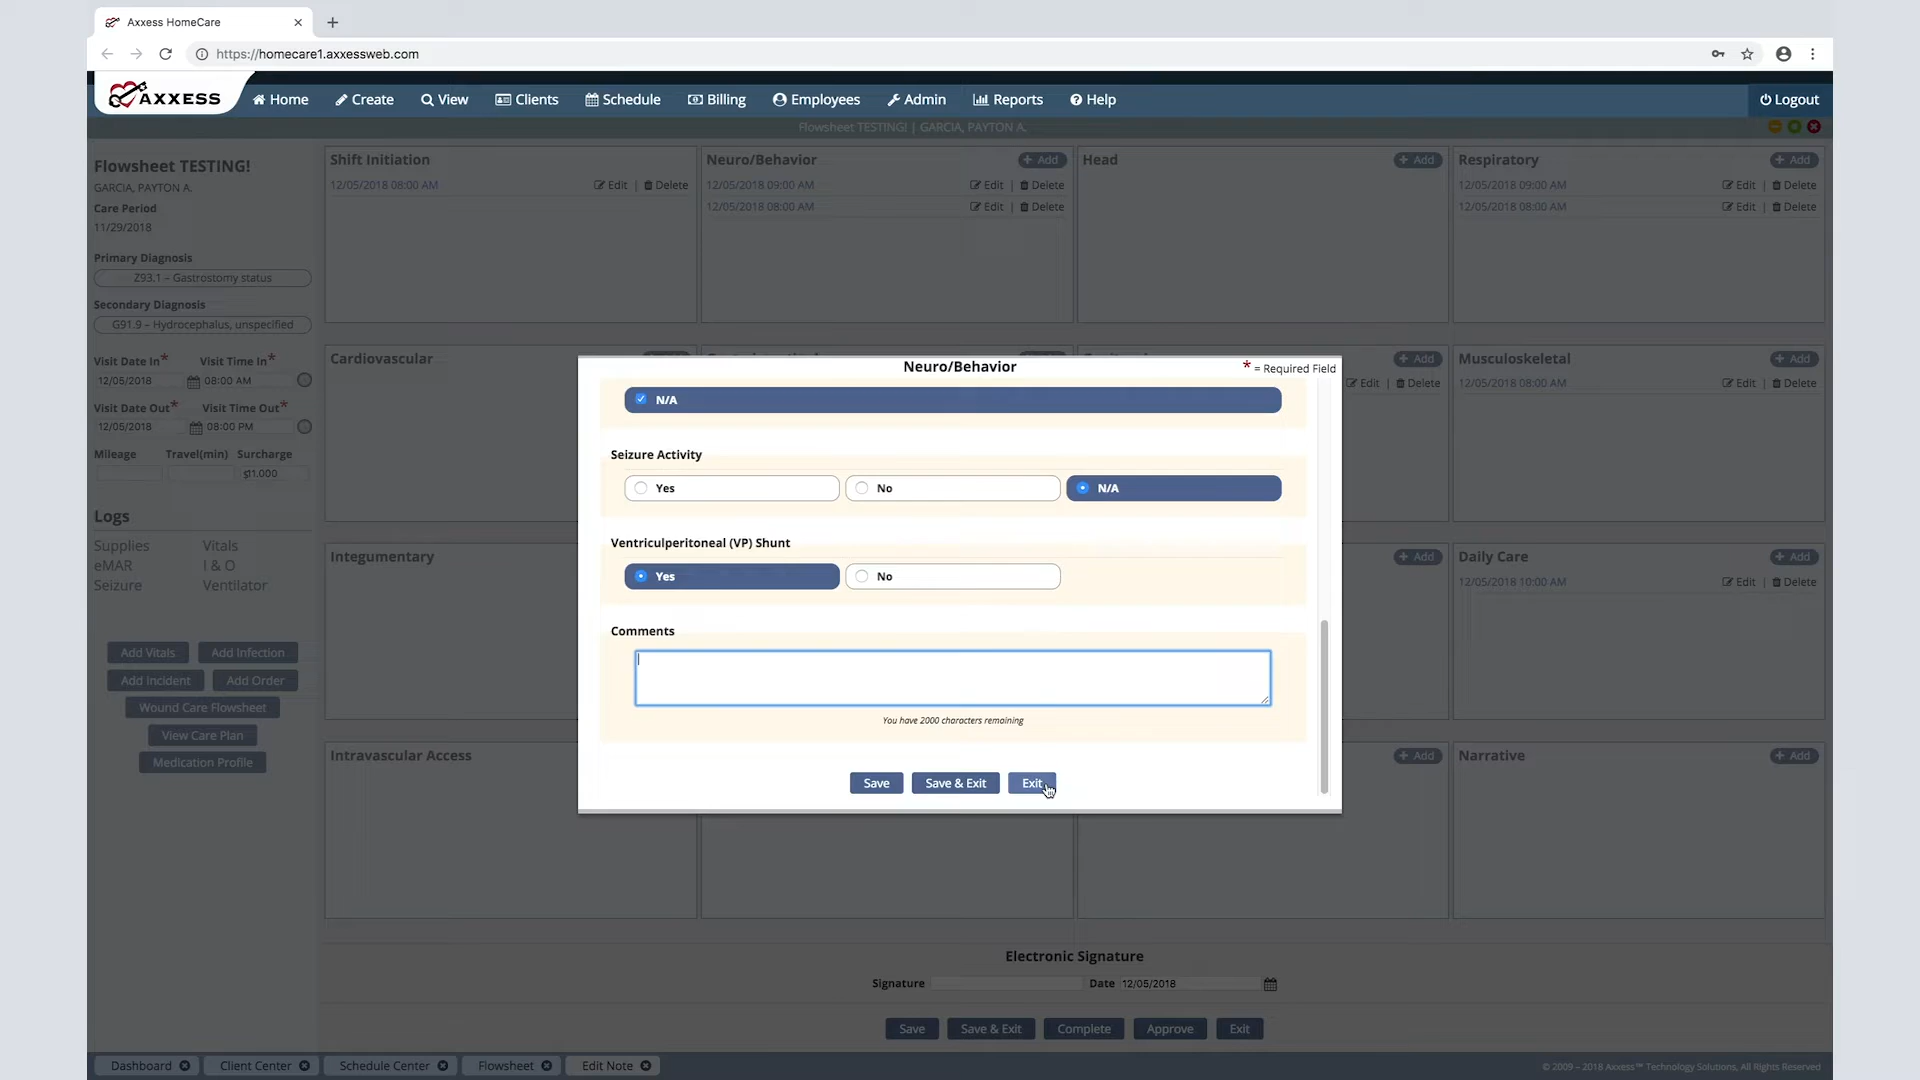 Axxess HomeCare
https://homecare1.axxessweb.com
AXXESS
Home
Create
View
Clients
Schedule
Billing
Employees
Admin
Reports
Help
Logout
Flowsheet TESTING! | GARCIA, PAYTON A.
Flowsheet TESTING!
GARCIA, PAYTON A.
Care Period
11/29/2018
Primary Diagnosis
Z93.1 – Gastrostomy status
Secondary Diagnosis
G91.9 – Hydrocephalus, unspecified
Visit Date In* Visit Time In*
12/05/2018 08:00 AM
Visit Date Out* Visit Time Out*
12/05/2018 08:00 PM
Mileage Travel(min) Surcharge
Logs
Supplies Vitals
eMAR I & O
Seizure Ventilator
Add Vitals Add Infection
Add Incident Add Order
Wound Care Flowsheet
View Care Plan
Medication Profile
Shift Initiation
12/05/2018 08:00 AM Edit | Delete
Neuro/Behavior + Add
12/05/2018 09:00 AM Edit | Delete
12/05/2018 08:00 AM Edit | Delete
Head + Add
Respiratory + Add
12/05/2018 09:00 AM Edit | Delete
12/05/2018 08:00 AM Edit | Delete
Cardiovascular
+ Add
Edit | Delete
Musculoskeletal + Add
12/05/2018 08:00 AM Edit | Delete
Integumentary
+ Add
Daily Care + Add
12/05/2018 10:00 AM Edit | Delete
Intravascular Access
+ Add
Narrative + Add
Neuro/Behavior
* = Required Field
N/A
Seizure Activity
Yes No N/A
Ventriculperitoneal (VP) Shunt
Yes No
Comments
You have 2000 characters remaining
Save Save & Exit Exit
Electronic Signature
Signature Date 12/05/2018
Save Save & Exit Complete Approve Exit
Dashboard Client Center Schedule Center Flowsheet Edit Note
© 2009 – 2018 Axxess™ Technology Solutions, All Rights Reserved